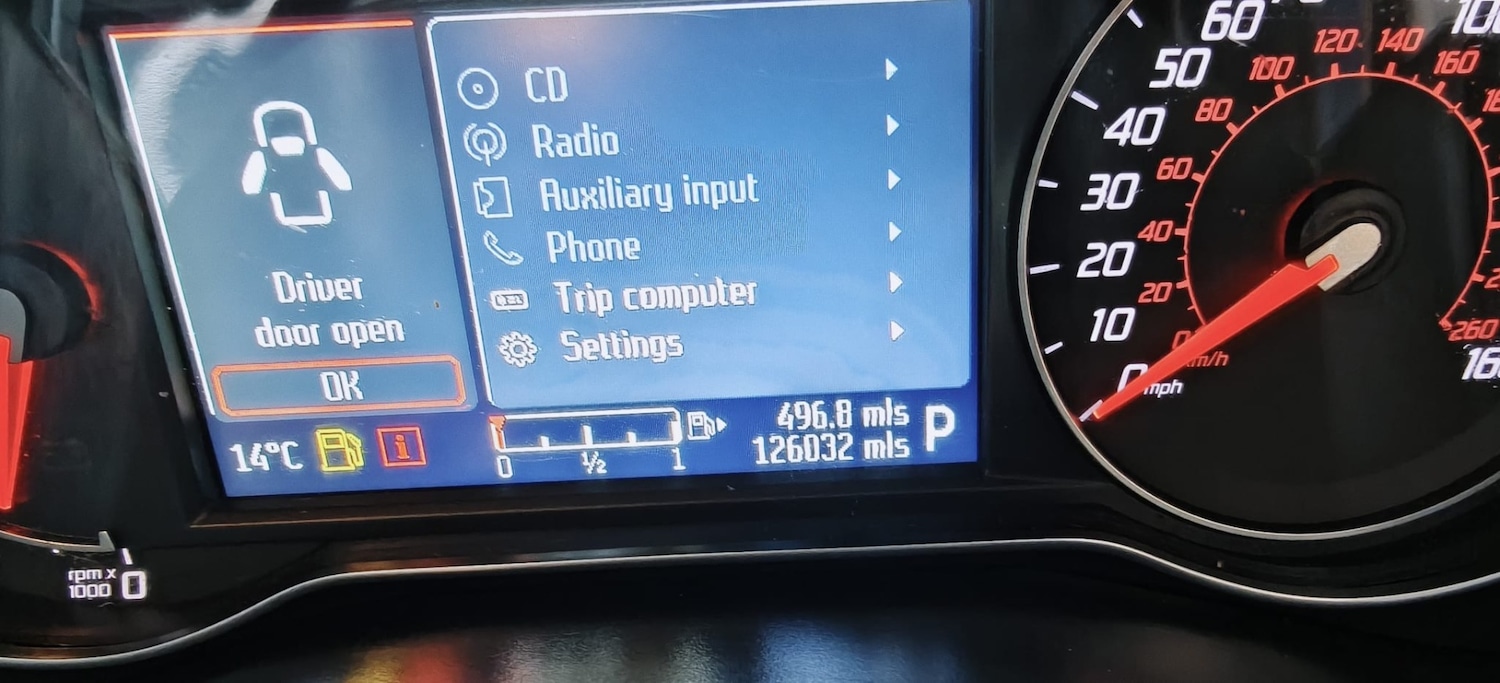 Driver
door open
OK
CD
Radio
Auxiliary input
Phone
Trip computer
Settings
14°C
0 1/2 1
496.8 mls
126032 mls
P
rpm x
1000
1
0
0 10 20 30 40 50 60
mph
20 40 60 80 100 120 140 160
260
km/h